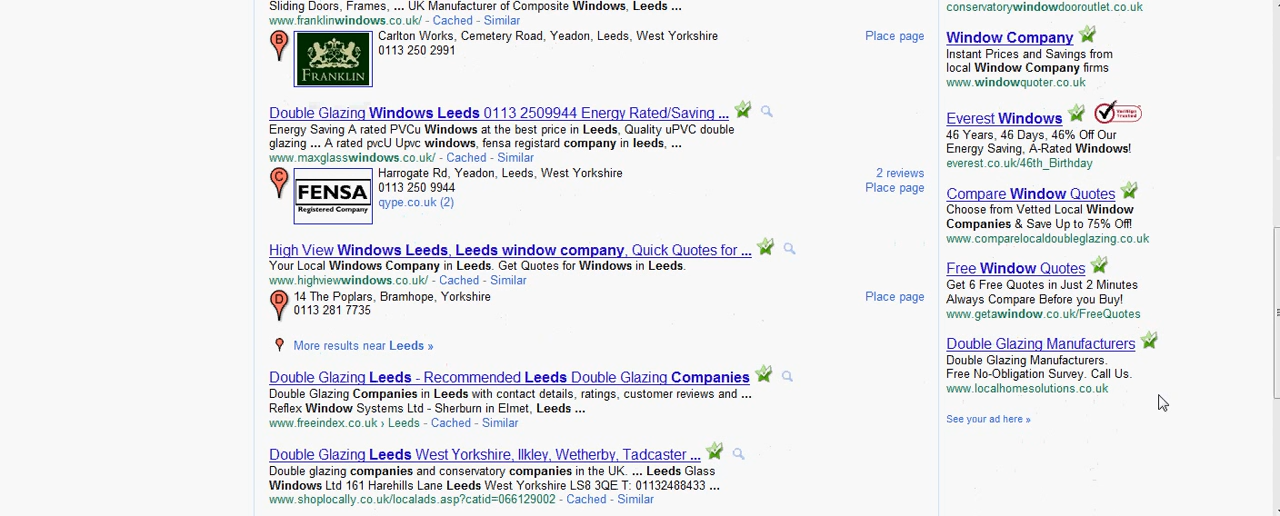 Sliding Doors, Frames, ... UK Manufacturer of Composite Windows, Leeds ...
www.franklinwindows.co.uk/ - Cached - Similar
B
FRANKLIN
Carlton Works, Cemetery Road, Yeadon, Leeds, West Yorkshire
0113 250 2991
Place page
Double Glazing Windows Leeds 0113 2509944 Energy Rated/Saving ...
Energy Saving A rated PVCu Windows at the best price in Leeds, Quality uPVC double
glazing ... A rated pvcU Upvc windows, fensa registard company in leeds, ...
www.maxglasswindows.co.uk/ - Cached - Similar
C
FENSA
Registered Company
Harrogate Rd, Yeadon, Leeds, West Yorkshire
0113 250 9944
qype.co.uk (2)
2 reviews
Place page
High View Windows Leeds, Leeds window company, Quick Quotes for ...
Your Local Windows Company in Leeds. Get Quotes for Windows in Leeds.
www.highviewwindows.co.uk/ - Cached - Similar
D
14 The Poplars, Bramhope, Yorkshire
0113 281 7735
Place page
More results near Leeds »
Double Glazing Leeds - Recommended Leeds Double Glazing Companies
Double Glazing Companies in Leeds with contact details, ratings, customer reviews and ...
Reflex Window Systems Ltd - Sherburn in Elmet, Leeds ...
www.freeindex.co.uk › Leeds - Cached - Similar
Double Glazing Leeds West Yorkshire, Ilkley, Wetherby, Tadcaster ...
Double glazing companies and conservatory companies in the UK. ... Leeds Glass
Windows Ltd 161 Harehills Lane Leeds West Yorkshire LS8 3QE T: 01132488433 ...
www.shoplocally.co.uk/localads.asp?catid=066129002 - Cached - Similar
conservatorywindowdooroutlet.co.uk
Window Company
Instant Prices and Savings from
local Window Company firms
www.windowquoter.co.uk
Everest Windows
VeriSign
Trusted
46 Years, 46 Days, 46% Off Our
Energy Saving, A-Rated Windows!
everest.co.uk/46th_Birthday
Compare Window Quotes
Choose from Vetted Local Window
Companies & Save Up to 75% Off!
www.comparelocaldoubleglazing.co.uk
Free Window Quotes
Get 6 Free Quotes in Just 2 Minutes
Always Compare Before you Buy!
www.getawindow.co.uk/FreeQuotes
Double Glazing Manufacturers
Double Glazing Manufacturers.
Free No-Obligation Survey. Call Us.
www.localhomesolutions.co.uk
See your ad here »